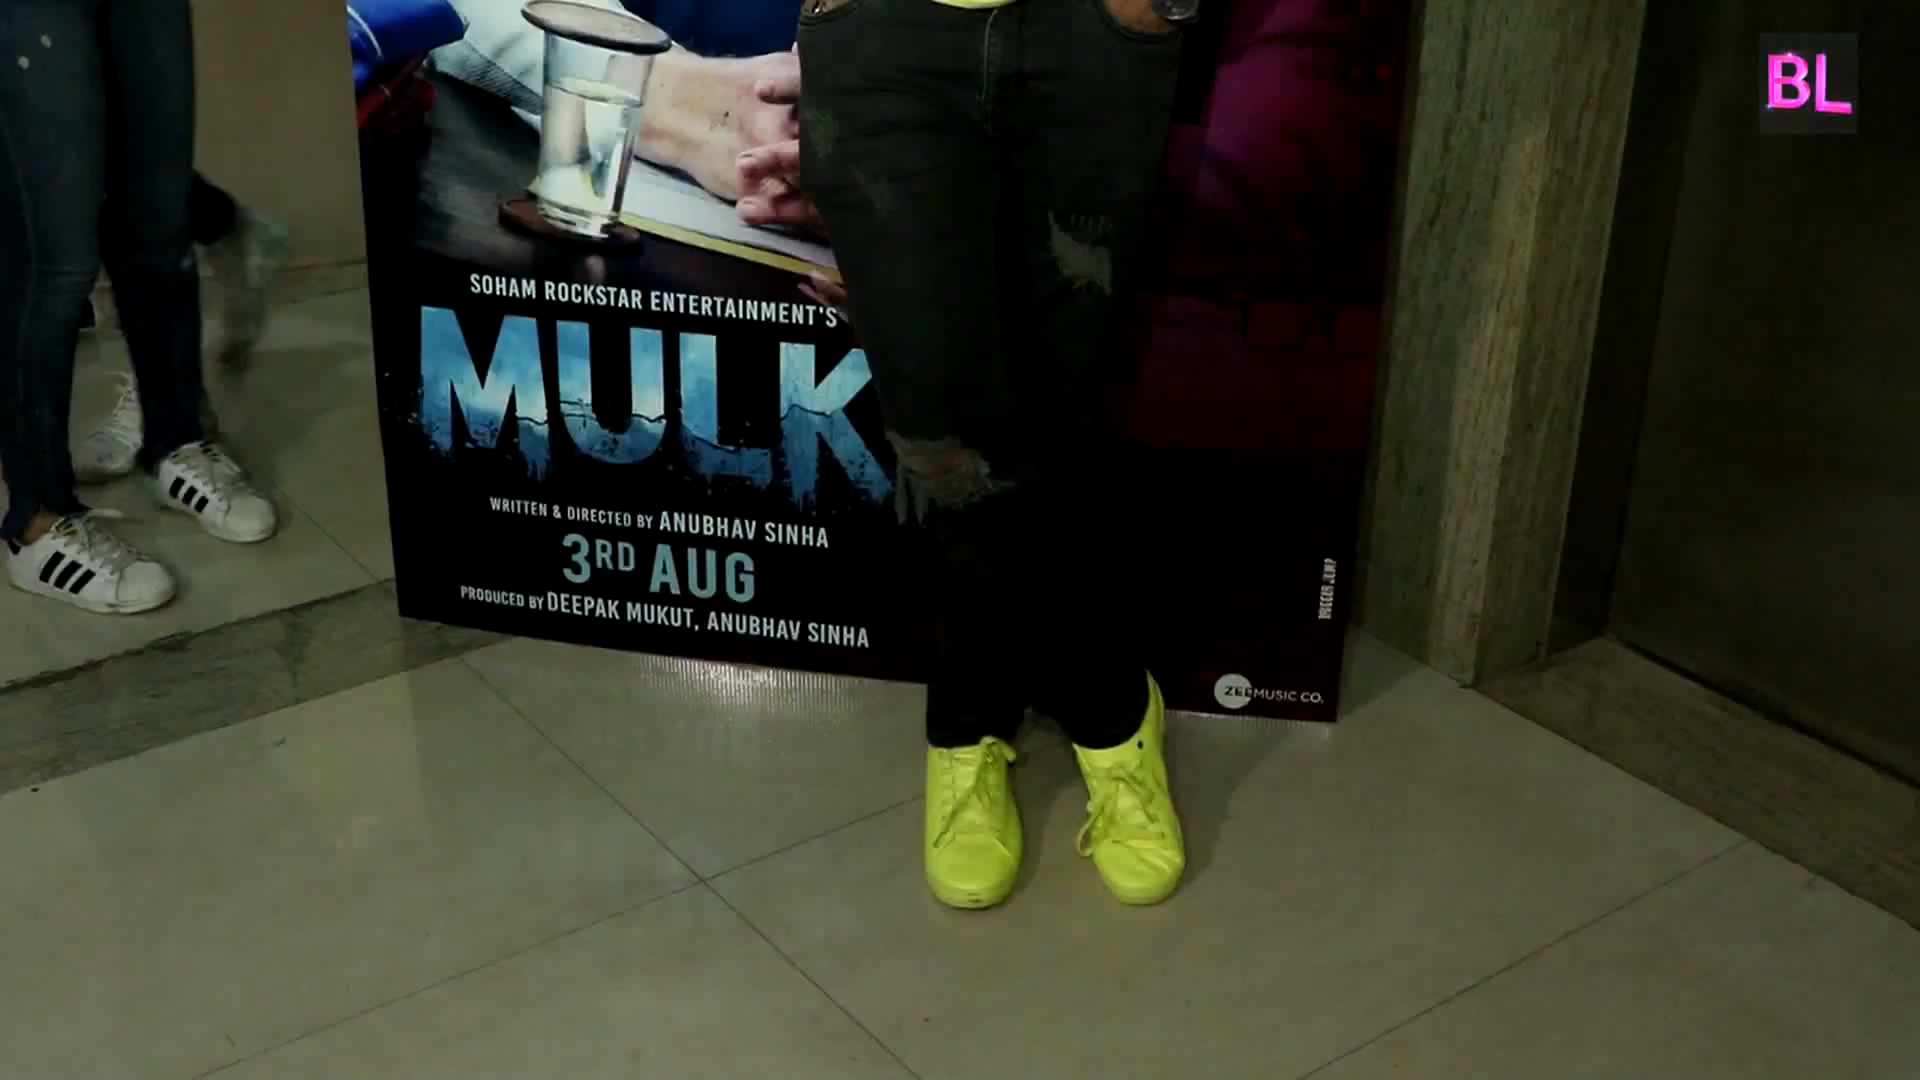 BL
SOHAM ROCKSTAR ENTERTAINMENT'S
MULK
WRITTEN & DIRECTED BY ANUBHAV SINHA
3RD AUG
PRODUCED BY DEEPAK MUKUT, ANUBHAV SINHA
ZEE MUSIC CO.